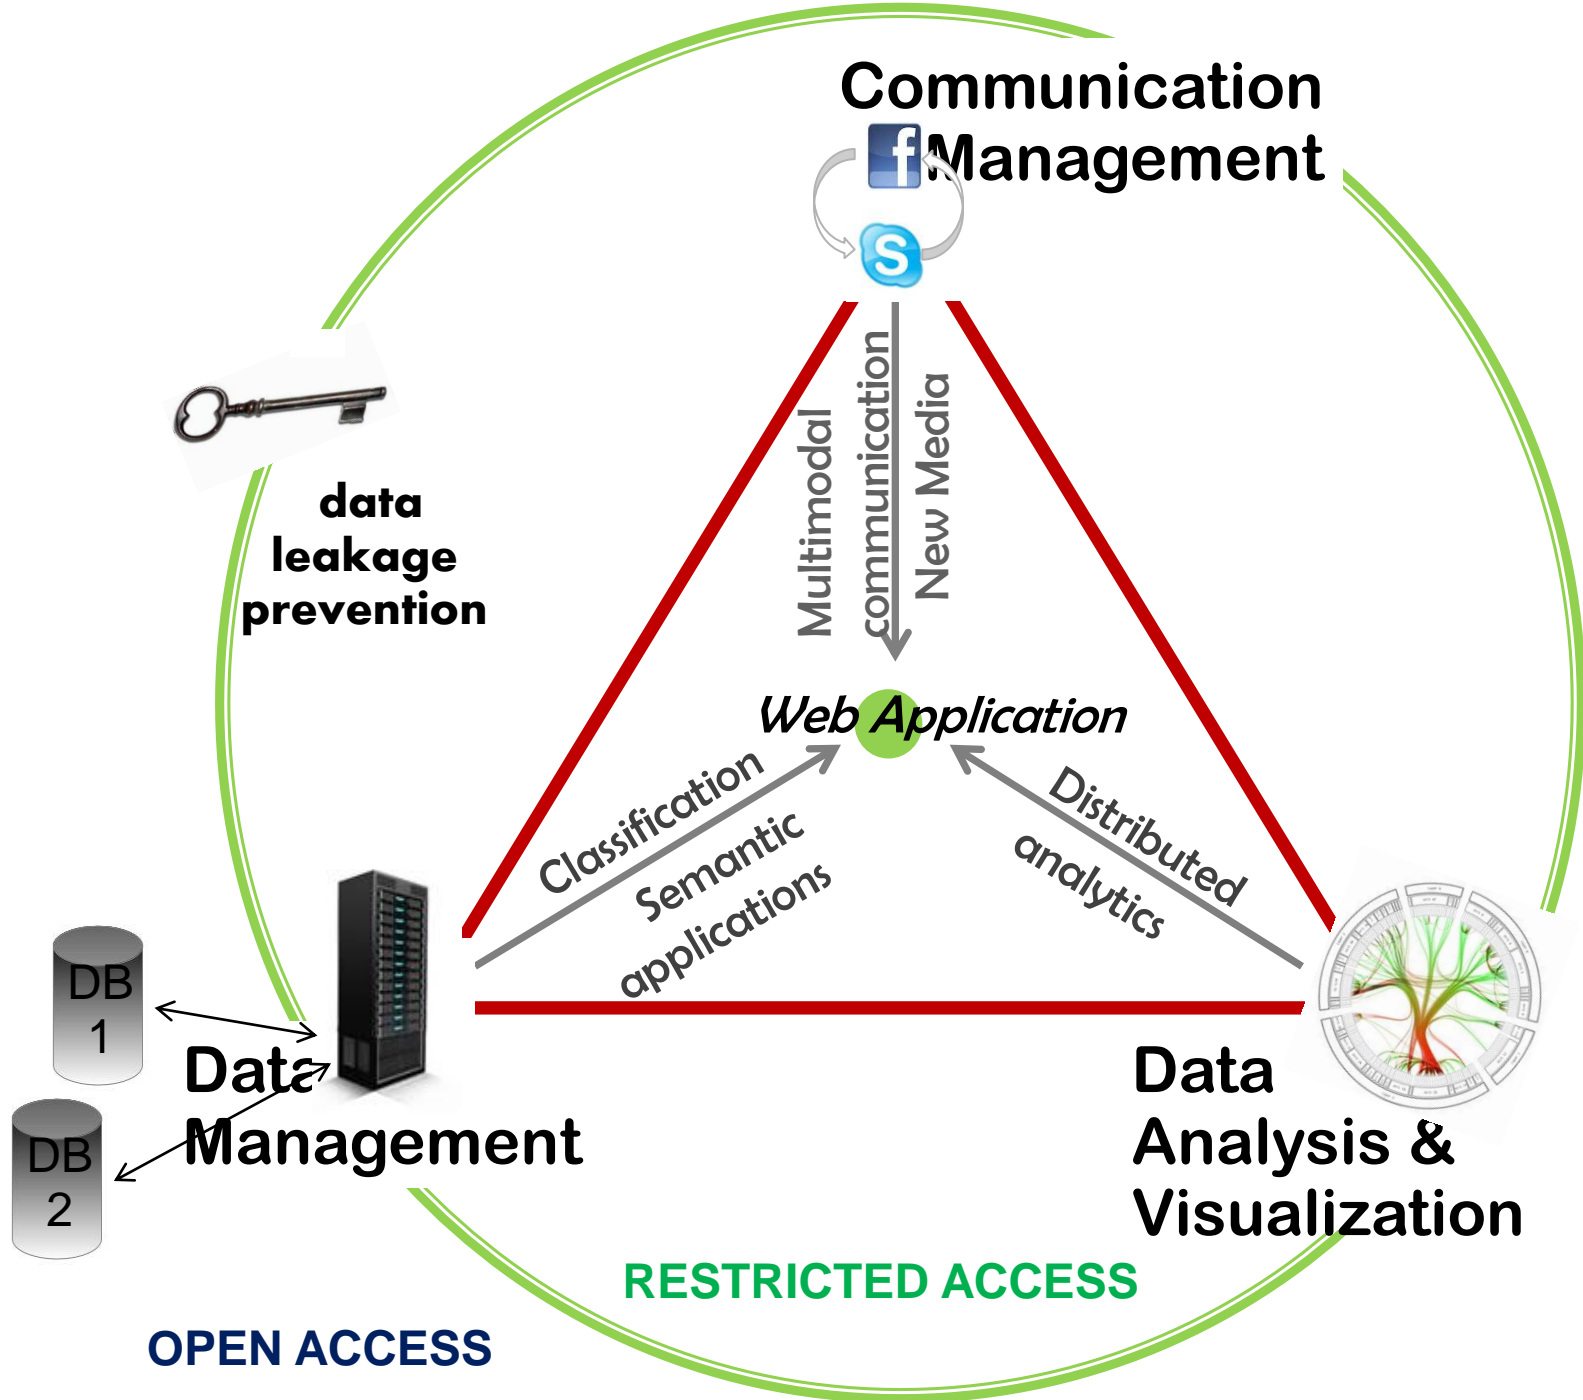 Communication
Management
f
S
Multimodal
communication
New Media
data
leakage
prevention
Web Application
Classification
Semantic
applications
Distributed
analytics
DB
1
DB
2
Data
Management
Data
Analysis &
Visualization
RESTRICTED ACCESS
OPEN ACCESS